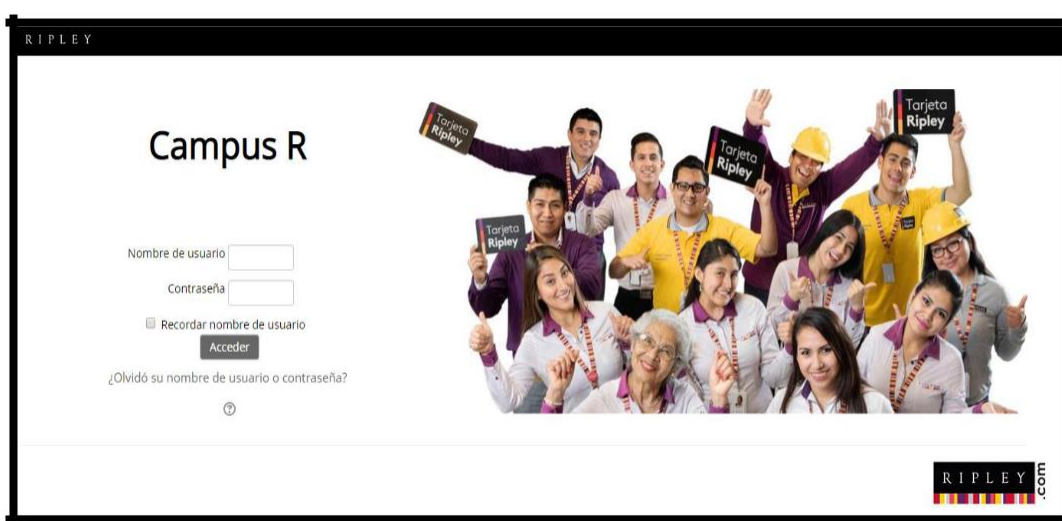 RIPLEY
Campus R
Nombre de usuario
Contraseña
Recordar nombre de usuario
Acceder
¿Olvidó su nombre de usuario o contraseña?
Tarjeta
Ripley
Tarjeta
Ripley
Tarjeta
Ripley
Tarjeta
Ripley
RIPLEY
.com